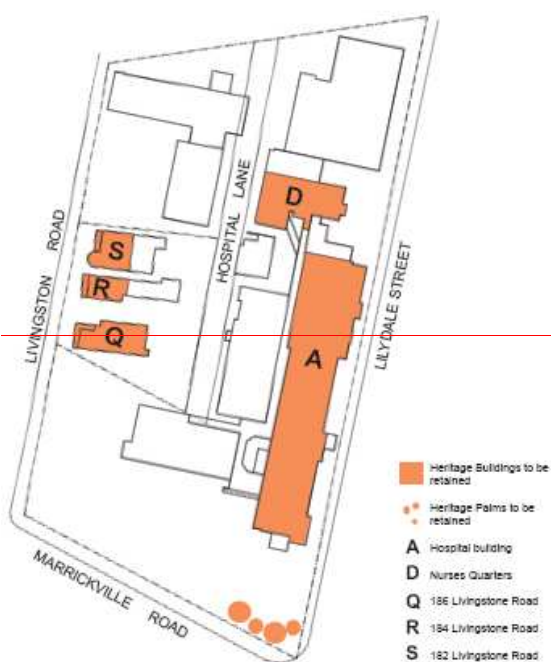 HOSPITAL LANE
D
S
R
Q
A
LIVINGSTON ROAD
LILYDALE STREET
MARRICKVILLE ROAD
Heritage Buildings to be
retained
Heritage Palms to be
retained
A Hospital building
D Nurses Quarters
Q 186 Livingstone Road
R 184 Livingstone Road
S 182 Livingstone Road